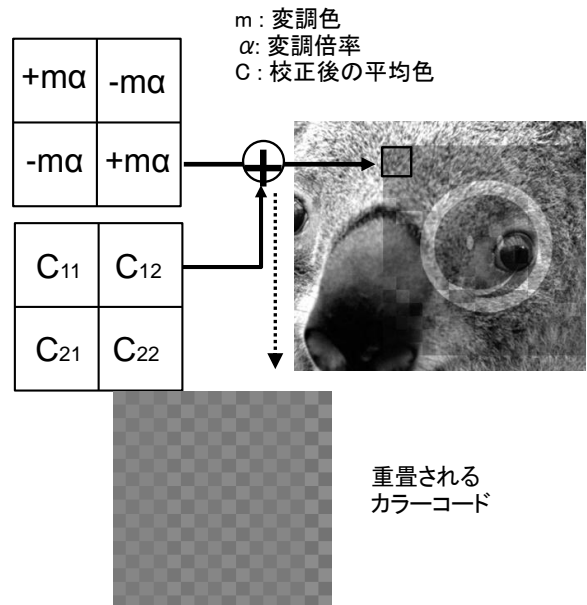 m : 変調色
α: 変調倍率
C : 校正後の平均色
+mα -mα
-mα +mα
C11 C12
C21 C22
重畳される
カラーコード